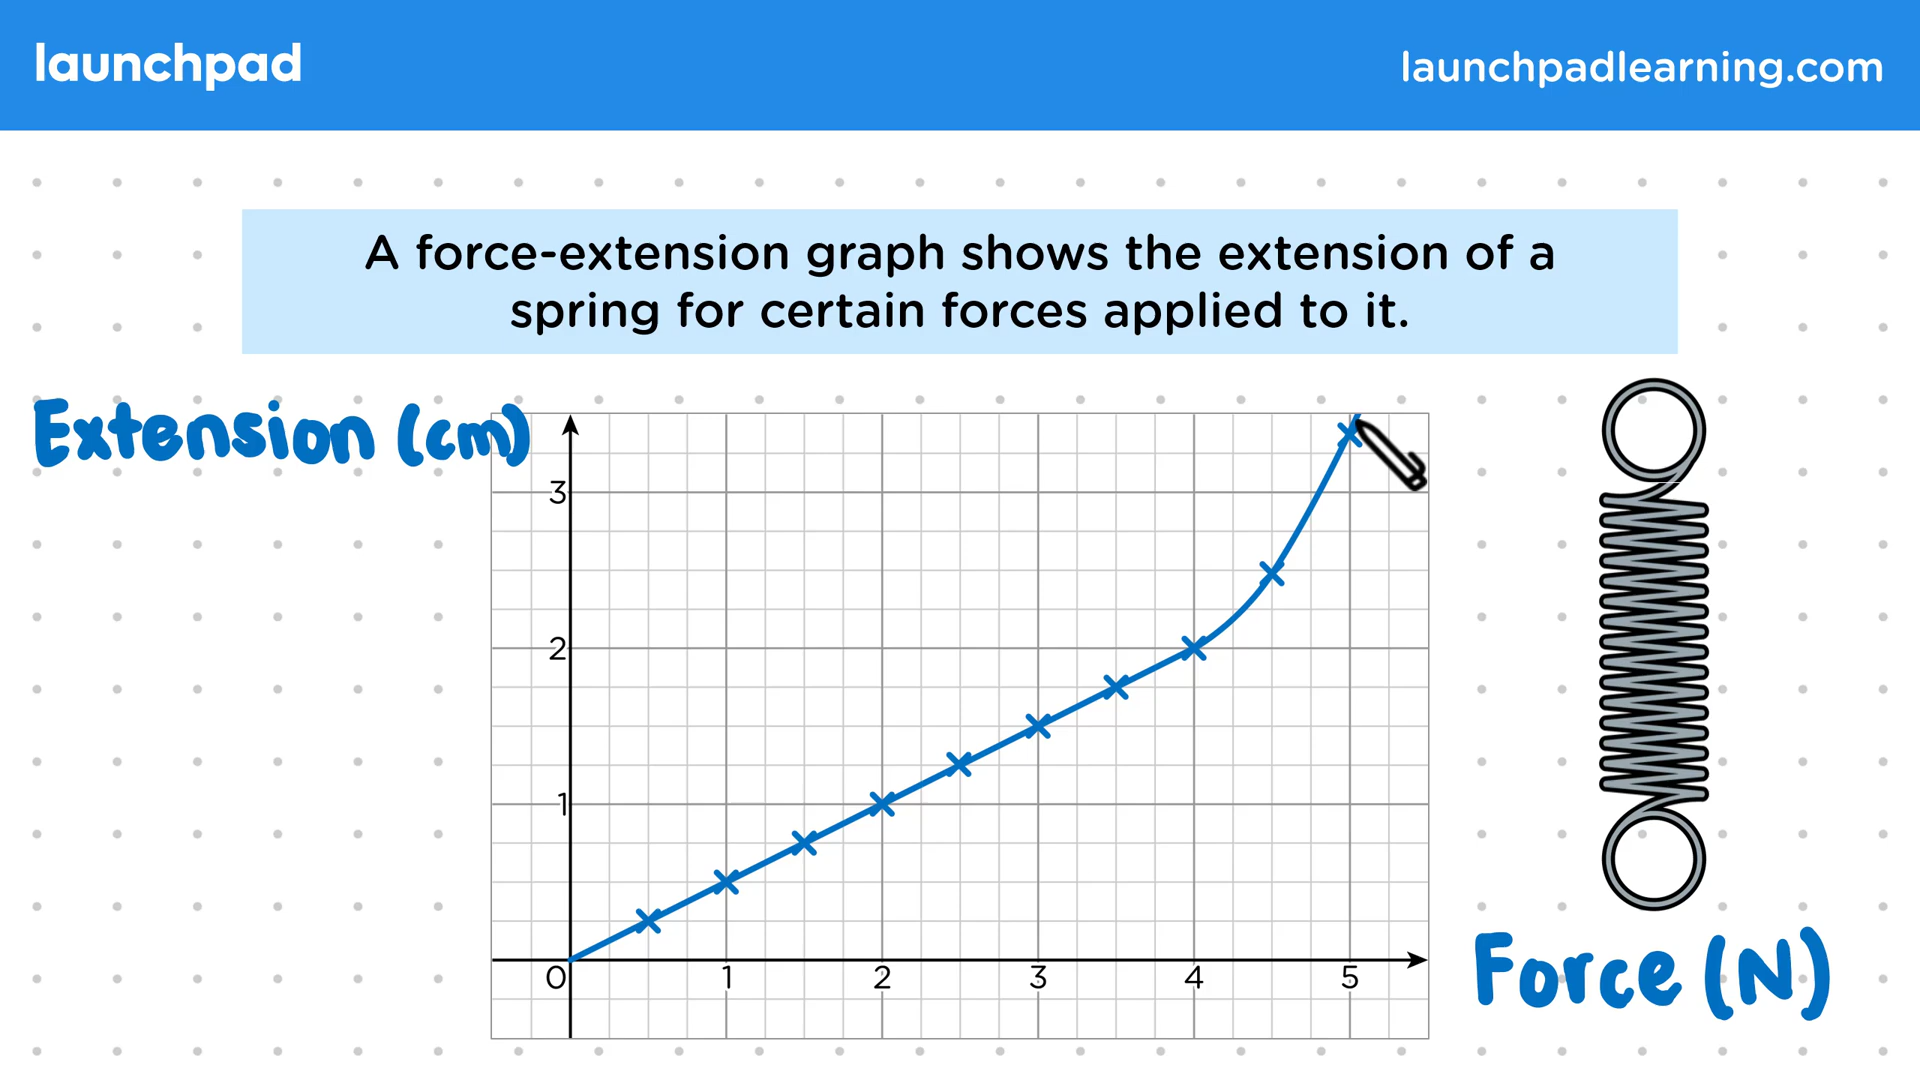 launchpad
launchpadlearning.com
A force-extension graph shows the extension of a
spring for certain forces applied to it.
Extension (cm)
3
2
1
0 1 2 3 4 5
Force (N)